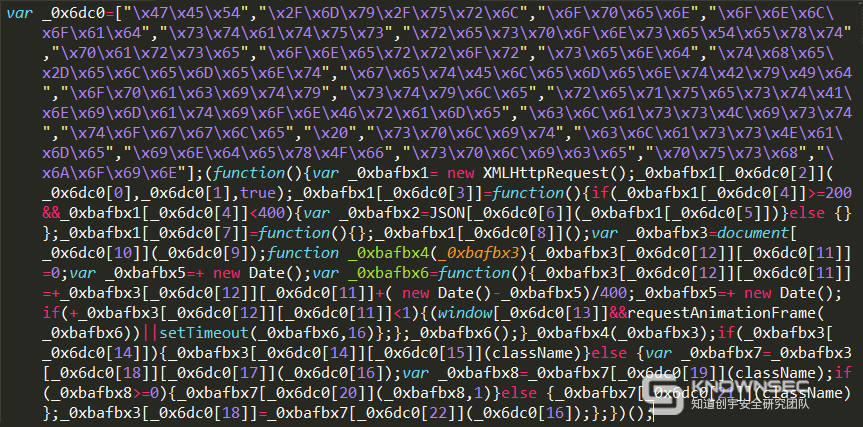 var _0x6dc0=["\x47\x45\x54","\x2F\x6D\x79\x2F\x75\x72\x6C","\x6F\x70\x65\x6E","\x6F\x6E\x6C\
x6F\x61\x64","\x73\x74\x61\x74\x75\x73","\x72\x65\x73\x70\x6F\x6E\x73\x65\x54\x65\x78\x74"
,"\x70\x61\x72\x73\x65","\x6F\x6E\x65\x72\x72\x6F\x72","\x73\x65\x6E\x64","\x74\x68\x65\
x2D\x65\x6C\x65\x6D\x65\x6E\x74","\x67\x65\x74\x45\x6C\x65\x6D\x65\x6E\x74\x42\x79\x49\x64
","\x6F\x70\x61\x63\x69\x74\x79","\x73\x74\x79\x6C\x65","\x72\x65\x71\x75\x65\x73\x74\x41\
x6E\x69\x6D\x61\x74\x69\x6F\x6E\x46\x72\x61\x6D\x65","\x63\x6C\x61\x73\x73\x4C\x69\x73\x74
","\x74\x6F\x67\x67\x6C\x65","\x20","\x73\x70\x6C\x69\x74","\x63\x6C\x61\x73\x73\x4E\x61\
x6D\x65","\x69\x6E\x64\x65\x78\x4F\x66","\x73\x70\x6C\x69\x63\x65","\x70\x75\x73\x68","\
x6A\x6F\x69\x6E"];(function(){var _0xbafbx1= new XMLHttpRequest();_0xbafbx1[_0x6dc0[2]](
_0x6dc0[0],_0x6dc0[1],true);_0xbafbx1[_0x6dc0[3]]=function(){if(_0xbafbx1[_0x6dc0[4]]>=200
&&_0xbafbx1[_0x6dc0[4]]<400){var _0xbafbx2=JSON[_0x6dc0[6]](_0xbafbx1[_0x6dc0[5]])}else {}
};_0xbafbx1[_0x6dc0[7]]=function(){};_0xbafbx1[_0x6dc0[8]]();var _0xbafbx3=document[
_0x6dc0[10]](_0x6dc0[9]);function _0xbafbx4(_0xbafbx3){_0xbafbx3[_0x6dc0[12]][_0x6dc0[11]]
=0;var _0xbafbx5=+ new Date();var _0xbafbx6=function(){_0xbafbx3[_0x6dc0[12]][_0x6dc0[11]]
=+_0xbafbx3[_0x6dc0[12]][_0x6dc0[11]]+( new Date()-_0xbafbx5)/400;_0xbafbx5=+ new Date();
if(+_0xbafbx3[_0x6dc0[12]][_0x6dc0[11]]<1){(window[_0x6dc0[13]]&&requestAnimationFrame(
_0xbafbx6))||setTimeout(_0xbafbx6,16)};};_0xbafbx6();}_0xbafbx4(_0xbafbx3);if(_0xbafbx3[
_0x6dc0[14]]){_0xbafbx3[_0x6dc0[14]][_0x6dc0[15]](className)}else {var _0xbafbx7=_0xbafbx3
[_0x6dc0[18]][_0x6dc0[17]](_0x6dc0[16]);var _0xbafbx8=_0xbafbx7[_0x6dc0[19]](className);if
(_0xbafbx8>=0){_0xbafbx7[_0x6dc0[20]](_0xbafbx8,1)}else {_0xbafbx7[_0x6dc0[21]](className)
};_0xbafbx3[_0x6dc0[18]]=_0xbafbx7[_0x6dc0[22]](_0x6dc0[16]);};})();
KNOWNSEC
知道创宇安全研究团队